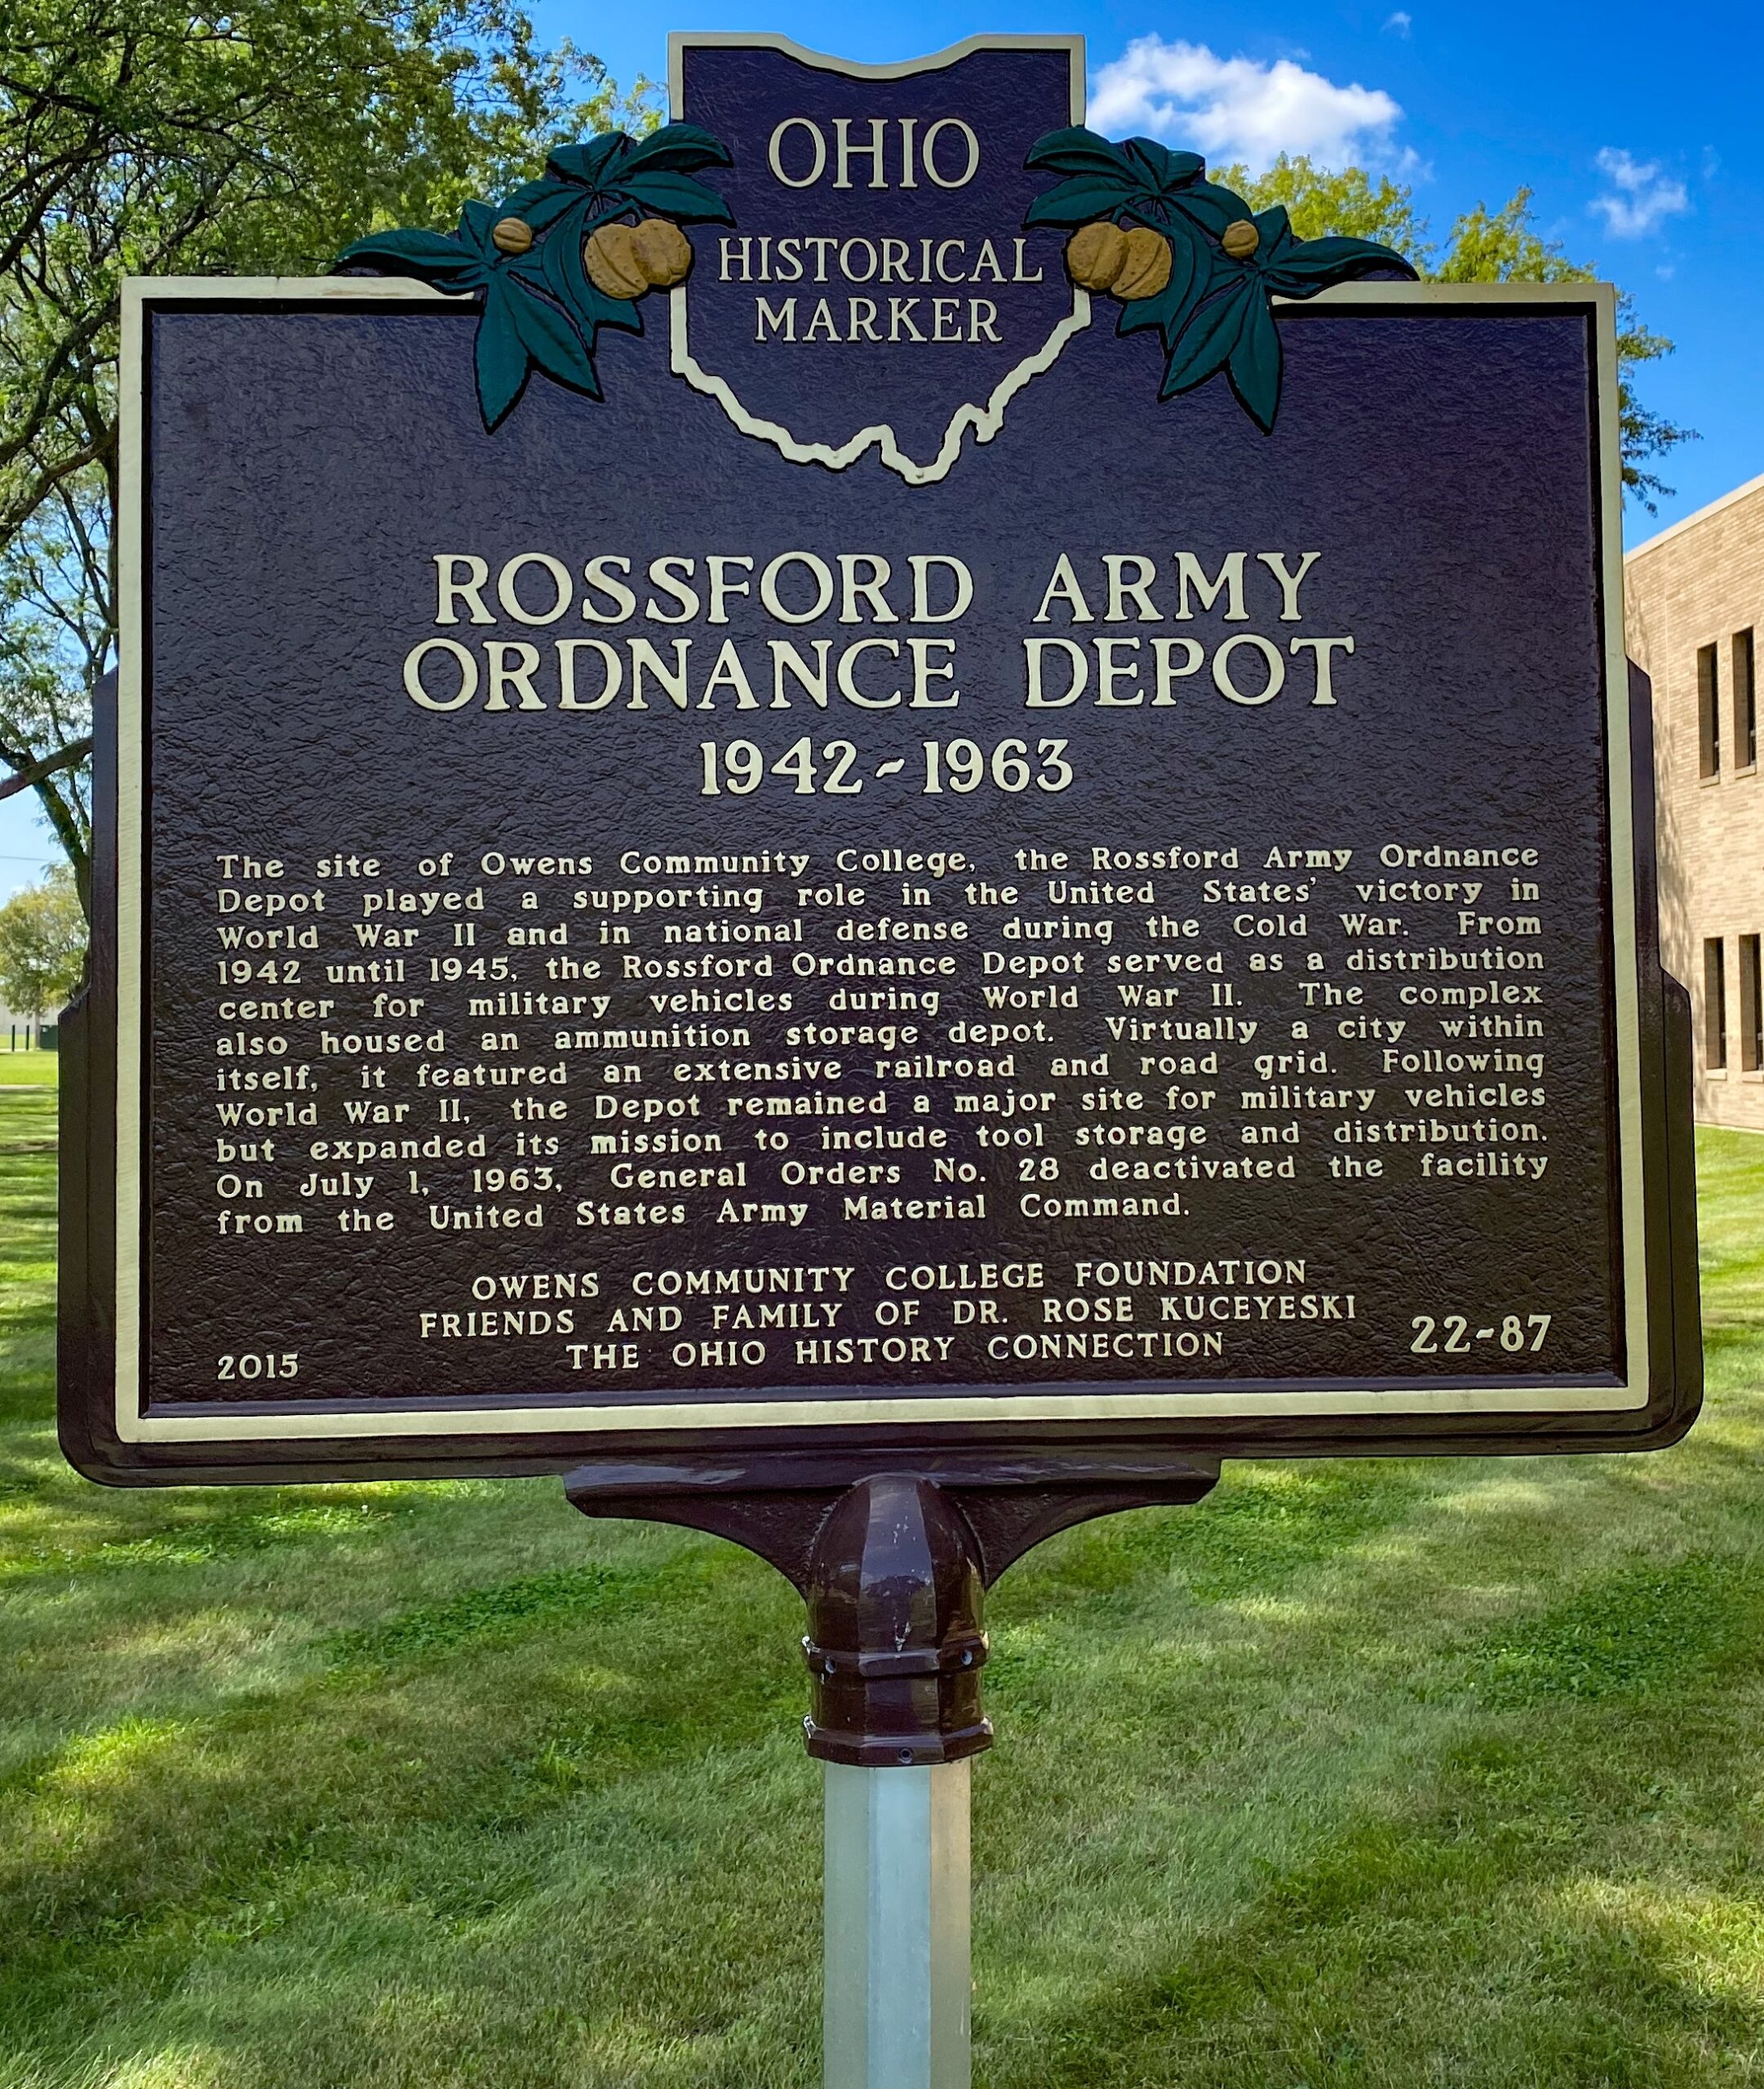 OHIO
HISTORICAL
MARKER
ROSSFORD ARMY
ORDNANCE DEPOT
1942~1963
The site of Owens Community College, the Rossford Army Ordnance
Depot played a supporting role in the United States' victory in
World War II and in national defense during the Cold War. From
1942 until 1945, the Rossford Ordnance Depot served as a distribution
center for military vehicles during World War II. The complex
also housed an ammunition storage depot. Virtually a city within
itself, it featured an extensive railroad and road grid. Following
World War II, the Depot remained a major site for military vehicles
but expanded its mission to include tool storage and distribution.
On July 1, 1963, General Orders No. 28 deactivated the facility
from the United States Army Material Command.
OWENS COMMUNITY COLLEGE FOUNDATION
FRIENDS AND FAMILY OF DR. ROSE KUCEYESKI
THE OHIO HISTORY CONNECTION
2015
22-87